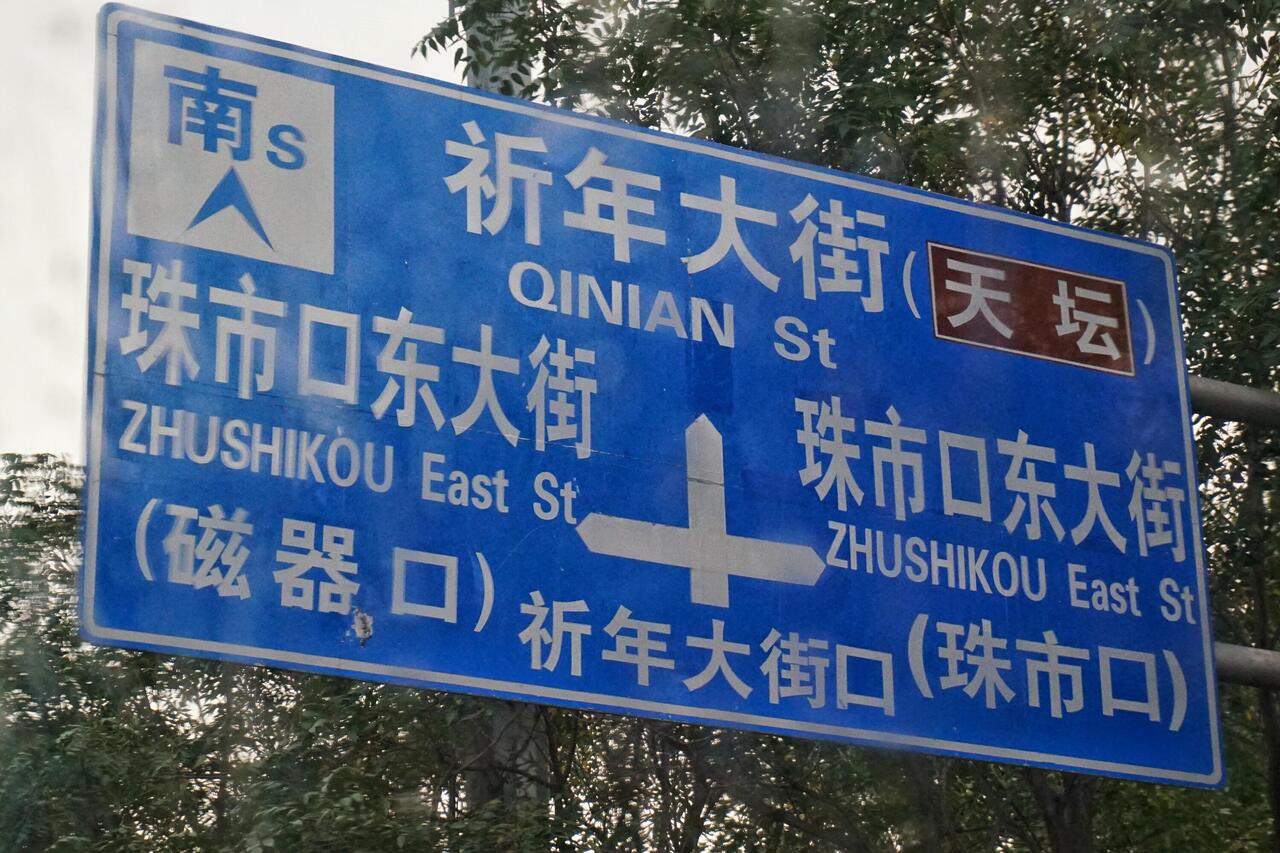 南 S
祈年大街(天坛)
QINIAN St
珠市口东大街
ZHUSHIKOU East St
(磁器口)
珠市口东大街
ZHUSHIKOU East St
(珠市口)
祈年大街口